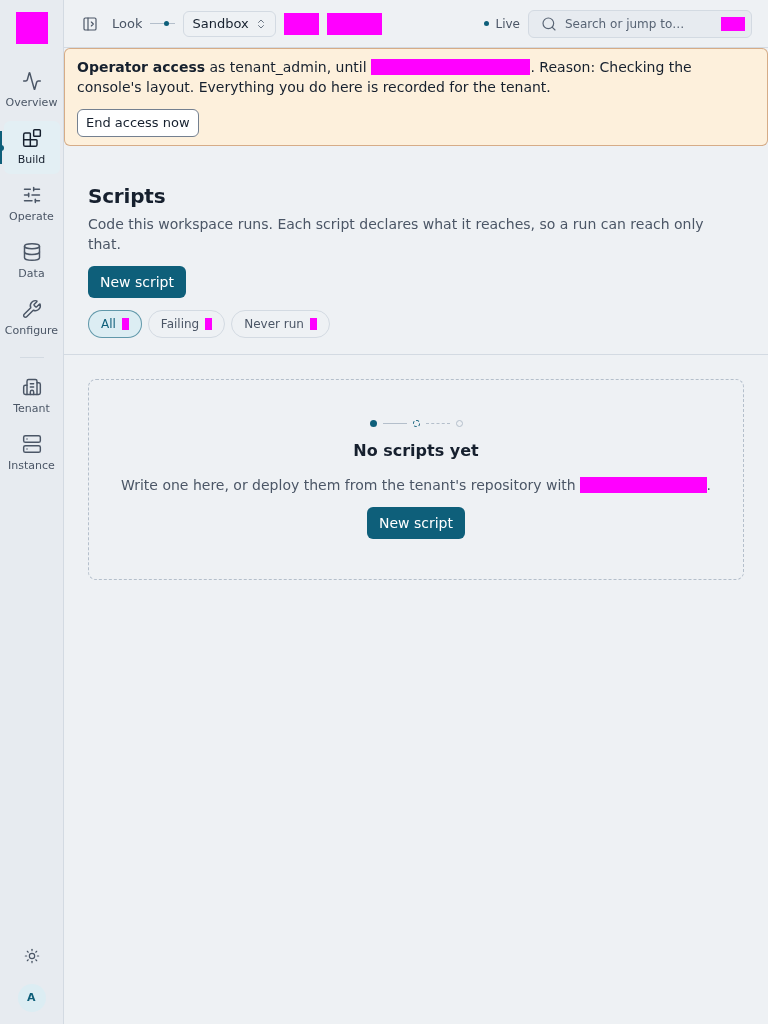 Look
Sandbox
Live
Search or jump to…
Overview
Build
Operate
Data
Configure
Tenant
Instance
A
Operator access as tenant_admin, until . Reason: Checking the
console's layout. Everything you do here is recorded for the tenant.
End access now
Scripts
Code this workspace runs. Each script declares what it reaches, so a run can reach only
that.
New script
All
Failing
Never run
No scripts yet
Write one here, or deploy them from the tenant's repository with .
New script